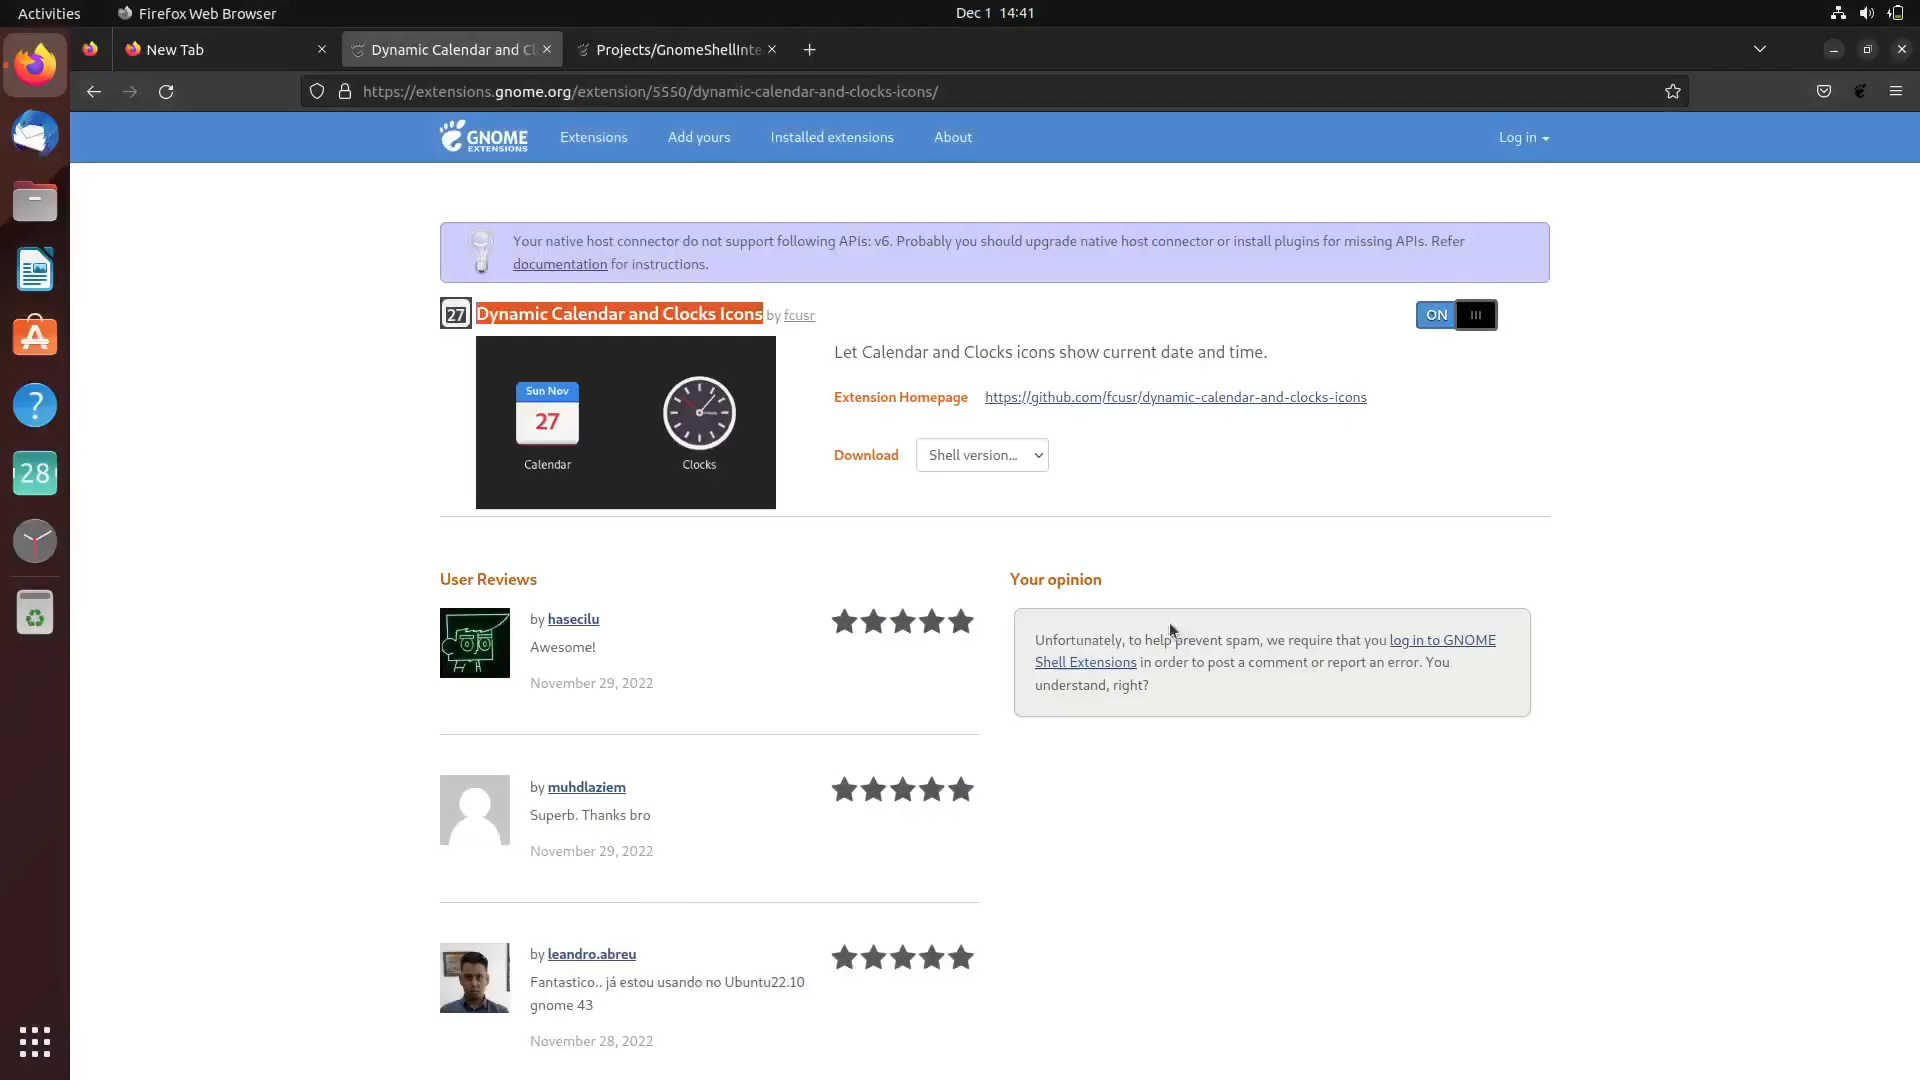 Activities
Firefox Web Browser
Dec 1 14:41
New Tab
Dynamic Calendar and Cl
Projects/GnomeShellInte
https://extensions.gnome.org/extension/5550/dynamic-calendar-and-clocks-icons/
GNOME
EXTENSIONS
Extensions
Add yours
Installed extensions
About
Log in
Your native host connector do not support following APIs: v6. Probably you should upgrade native host connector or install plugins for missing APIs. Refer
documentation for instructions.
27
Dynamic Calendar and Clocks Icons by fcusr
ON
Sun Nov
27
Calendar
Clocks
Let Calendar and Clocks icons show current date and time.
Extension Homepage https://github.com/fcusr/dynamic-calendar-and-clocks-icons
Download Shell version...
28
User Reviews
by hasecilu
Awesome!
November 29, 2022
by muhdlaziem
Superb. Thanks bro
November 29, 2022
by leandro.abreu
Fantastico.. já estou usando no Ubuntu22.10
gnome 43
November 28, 2022
Your opinion
Unfortunately, to help prevent spam, we require that you log in to GNOME
Shell Extensions in order to post a comment or report an error. You
understand, right?